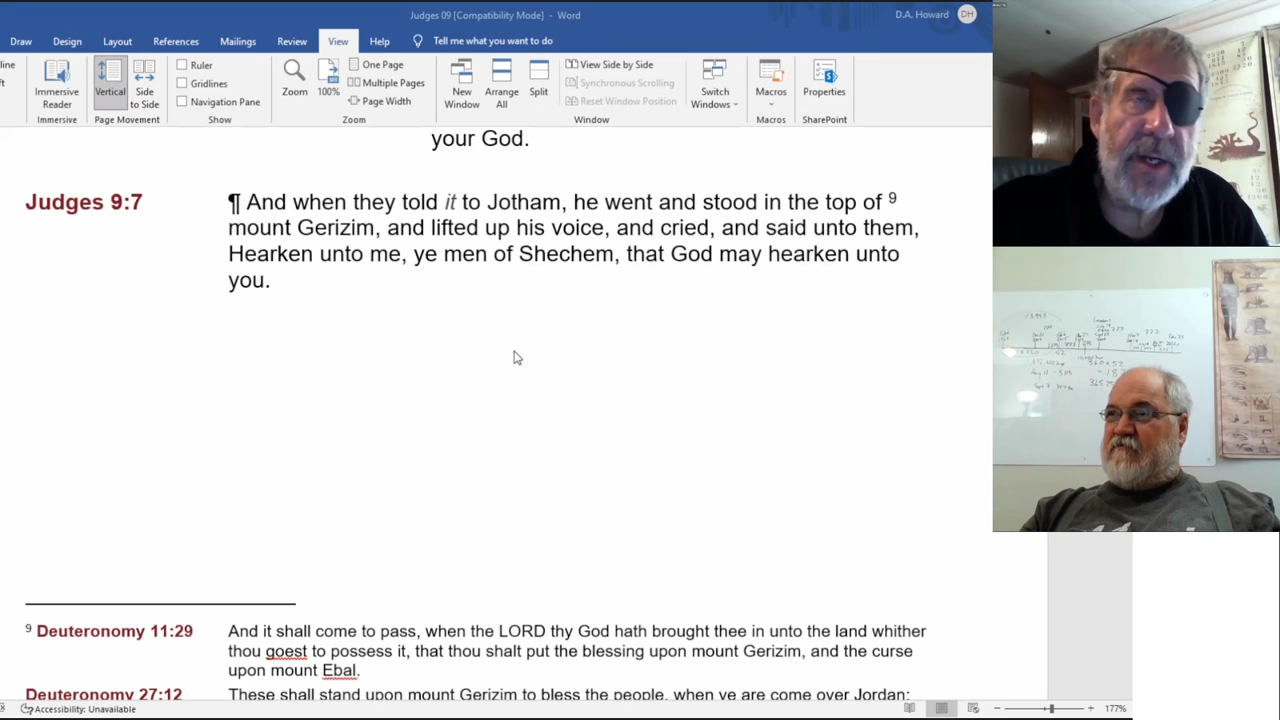 Judges 09 [Compatibility Mode] - Word
D.A. Howard DH
Draw Design Layout References Mailings Review View Help Tell me what you want to do
Immersive Reader
Vertical
Side to Side
Ruler
Gridlines
Navigation Pane
Zoom
100%
One Page
Multiple Pages
Page Width
New Window
Arrange All
Split
View Side by Side
Synchronous Scrolling
Reset Window Position
Switch Windows
Macros
Properties
Immersive Page Movement Show Zoom Window Macros SharePoint
your God.
Judges 9:7 ¶ And when they told it to Jotham, he went and stood in the top of 9
mount Gerizim, and lifted up his voice, and cried, and said unto them,
Hearken unto me, ye men of Shechem, that God may hearken unto
you.
9 Deuteronomy 11:29 And it shall come to pass, when the LORD thy God hath brought thee in unto the land whither
thou goest to possess it, that thou shalt put the blessing upon mount Gerizim, and the curse
upon mount Ebal.
Deuteronomy 27:12 These shall stand upon mount Gerizim to bless the people, when ye are come over Jordan;
Accessibility: Unavailable
177%